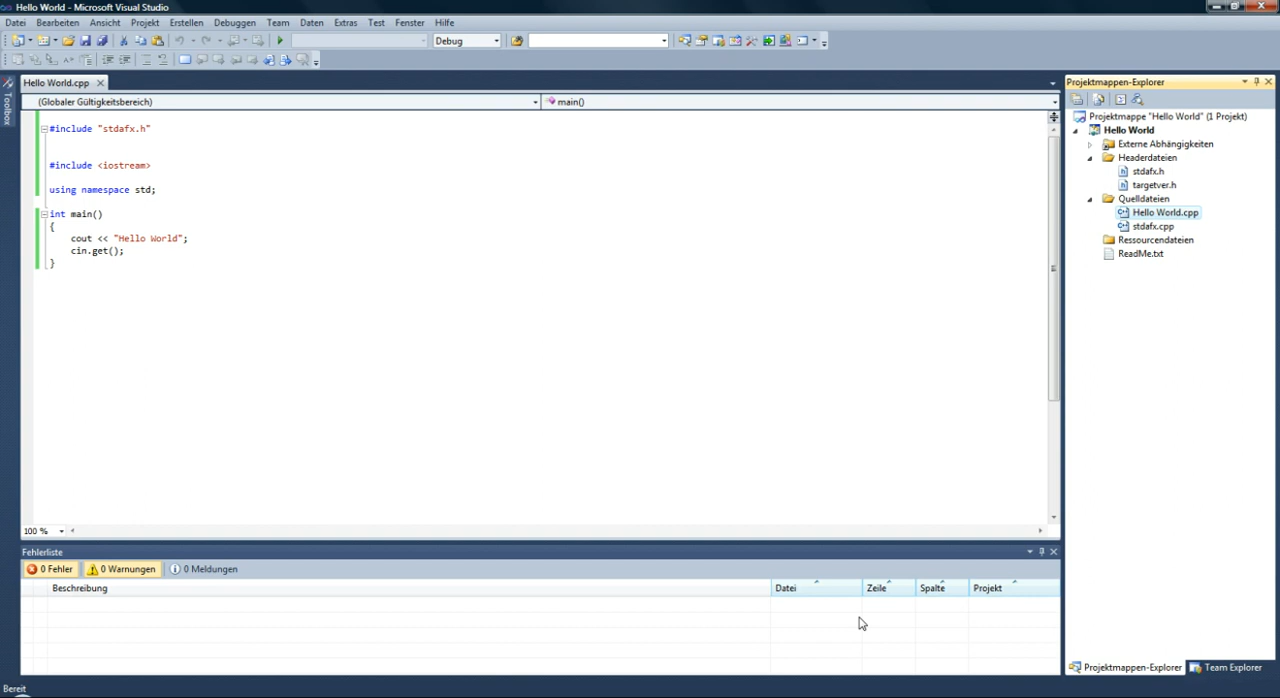 Hello World - Microsoft Visual Studio
Datei Bearbeiten Ansicht Projekt Erstellen Debuggen Team Daten Extras Test Fenster Hilfe
Debug
Toolbox
Hello World.cpp
(Globaler Gültigkeitsbereich) main()
#include "stdafx.h"
#include <iostream>
using namespace std;
int main()
{
cout << "Hello World";
cin.get();
}
100 %
Projektmappen-Explorer
Projektmappe "Hello World" (1 Projekt)
Hello World
Externe Abhängigkeiten
Headerdateien
stdafx.h
targetver.h
Quelldateien
Hello World.cpp
stdafx.cpp
Ressourcendateien
ReadMe.txt
Fehlerliste
0 Fehler 0 Warnungen 0 Meldungen
Beschreibung Datei Zeile Spalte Projekt
Projektmappen-Explorer Team Explorer
Bereit